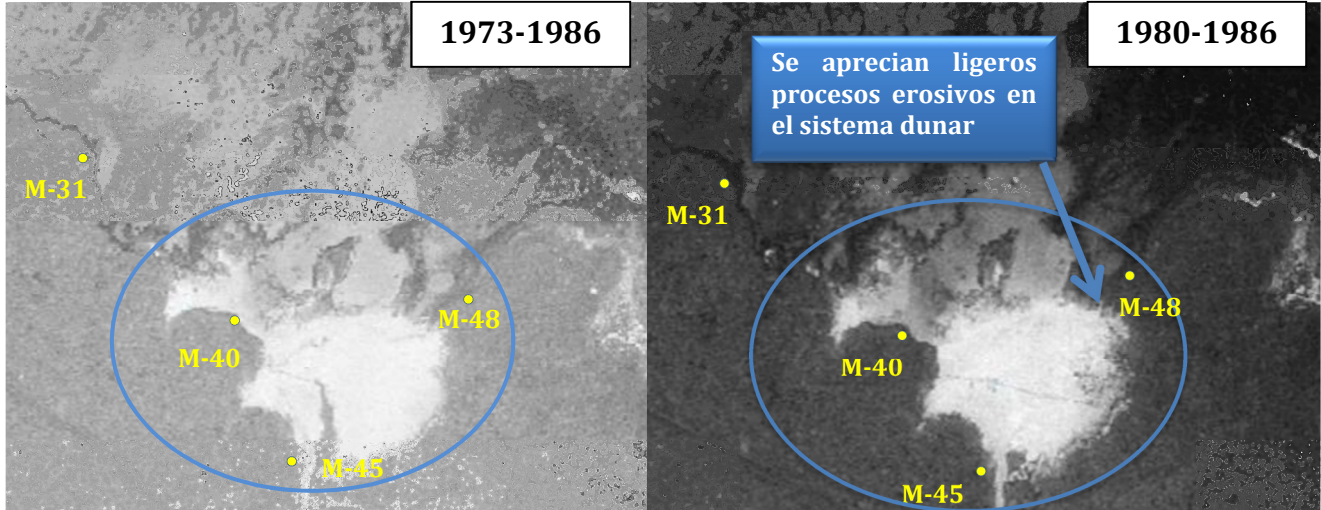 1973-1986
M-31
M-40
M-48
M-45
1980-1986
Se aprecian ligeros
procesos erosivos en
el sistema dunar
M-31
M-48
M-40
M-45